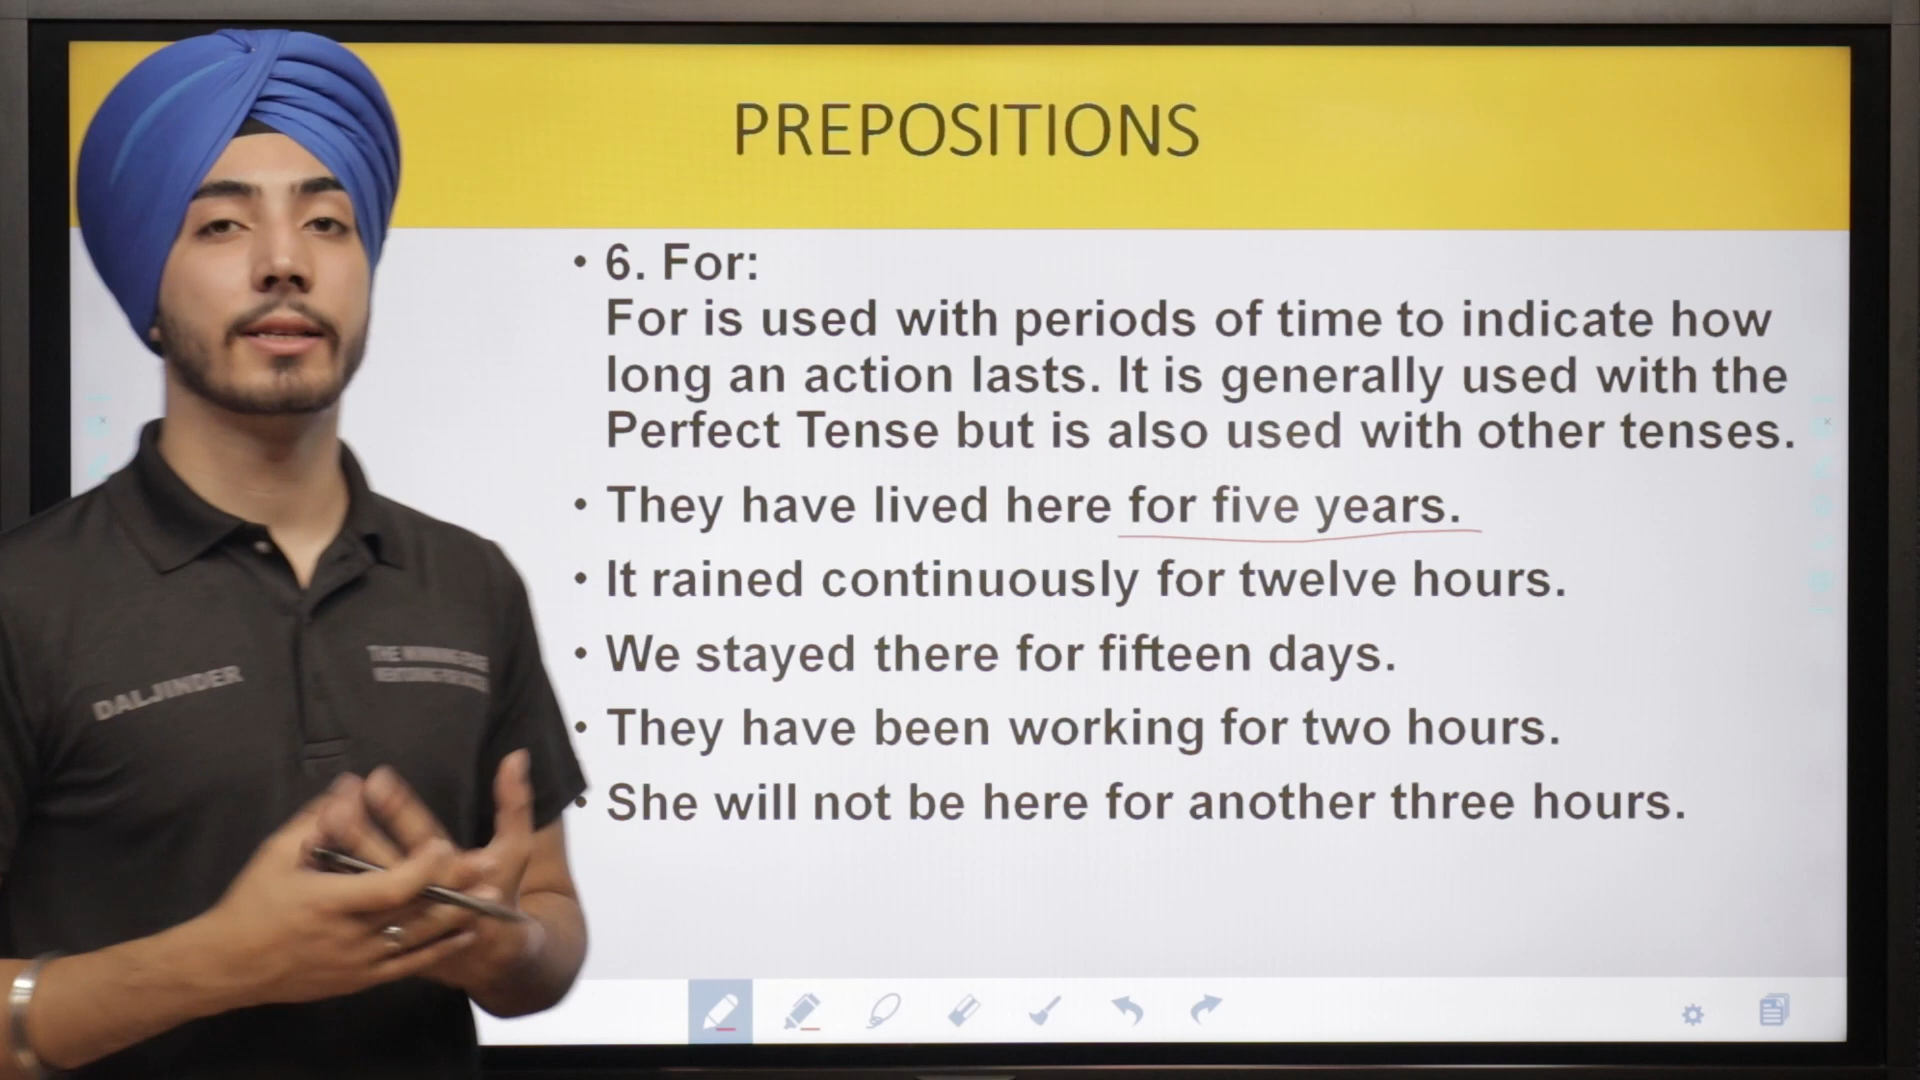 PREPOSITIONS
• 6. For:
For is used with periods of time to indicate how
long an action lasts. It is generally used with the
Perfect Tense but is also used with other tenses.
• They have lived here for five years.
• It rained continuously for twelve hours.
• We stayed there for fifteen days.
• They have been working for two hours.
• She will not be here for another three hours.
DALJINDER
THE WINNING EDGE